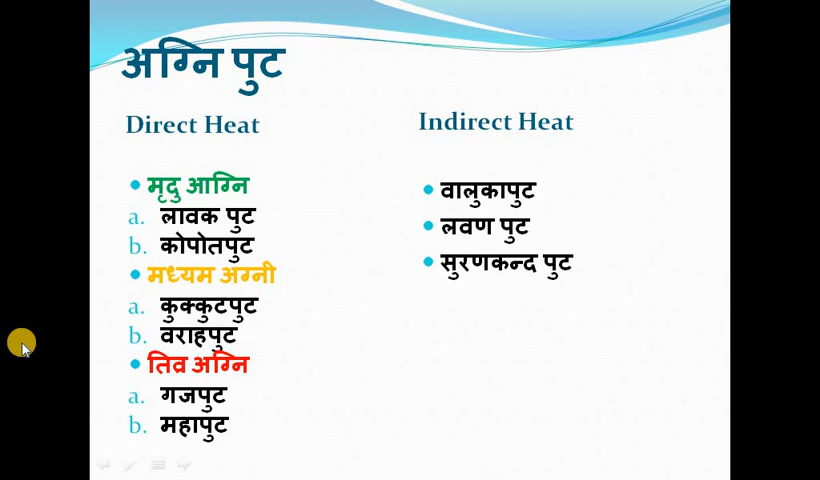 अग्नि पुट
Direct Heat
मृदु आग्नि
a. लावक पुट
b. कोपोतपुट
मध्यम अग्नी
a. कुक्कुटपुट
b. वराहपुट
तिव्र अग्नि
a. गजपुट
b. महापुट
Indirect Heat
वालुकापुट
लवण पुट
सुरणकन्द पुट